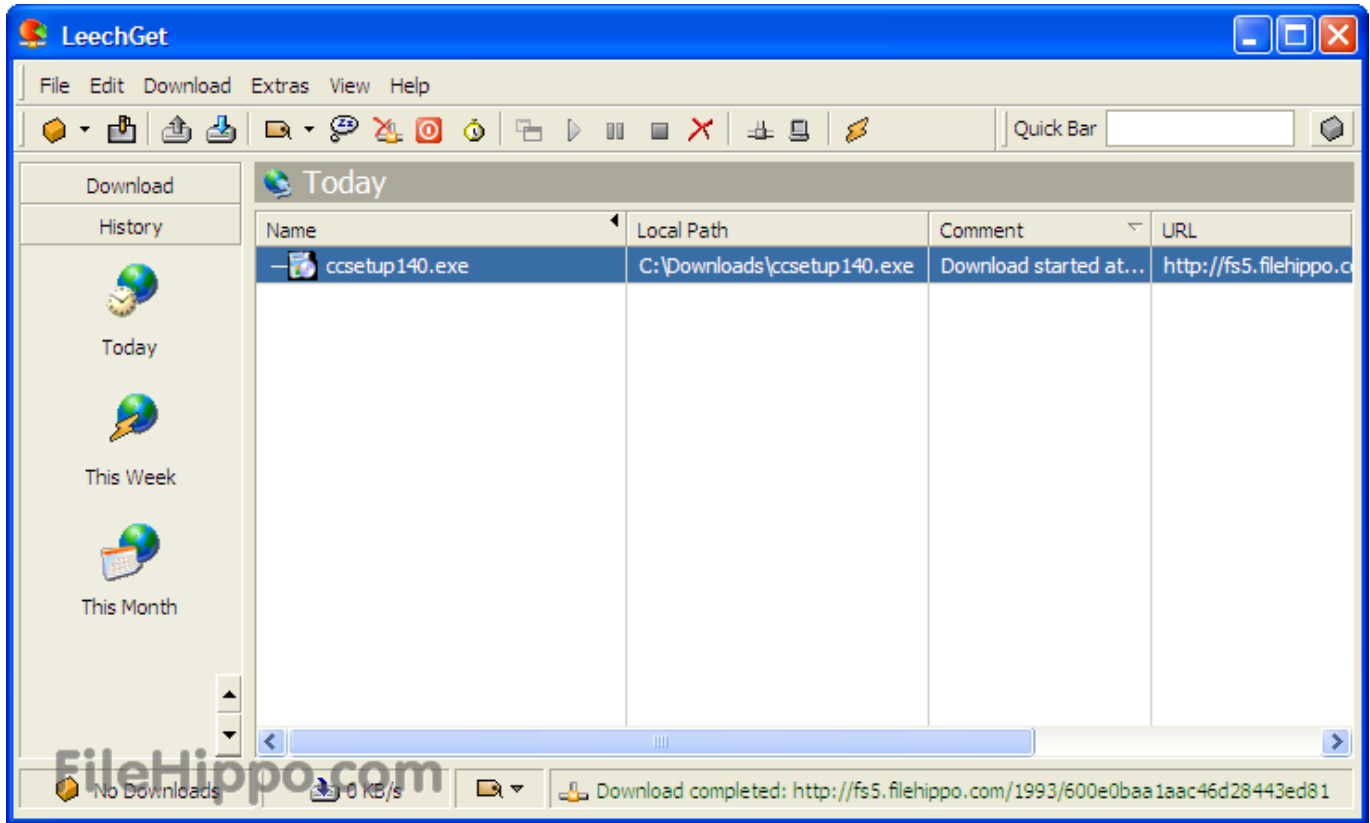 LeechGet
File Edit Download Extras View Help
Quick Bar
Download
Today
History
Name Local Path Comment URL
ccsetup140.exe C:\Downloads\ccsetup140.exe Download started at... http://fs5.filehippo.c
Today
This Week
This Month
FileHippo.com
No Downloads 0 KB/s Download completed: http://fs5.filehippo.com/1993/600e0baa1aac46d28443ed81